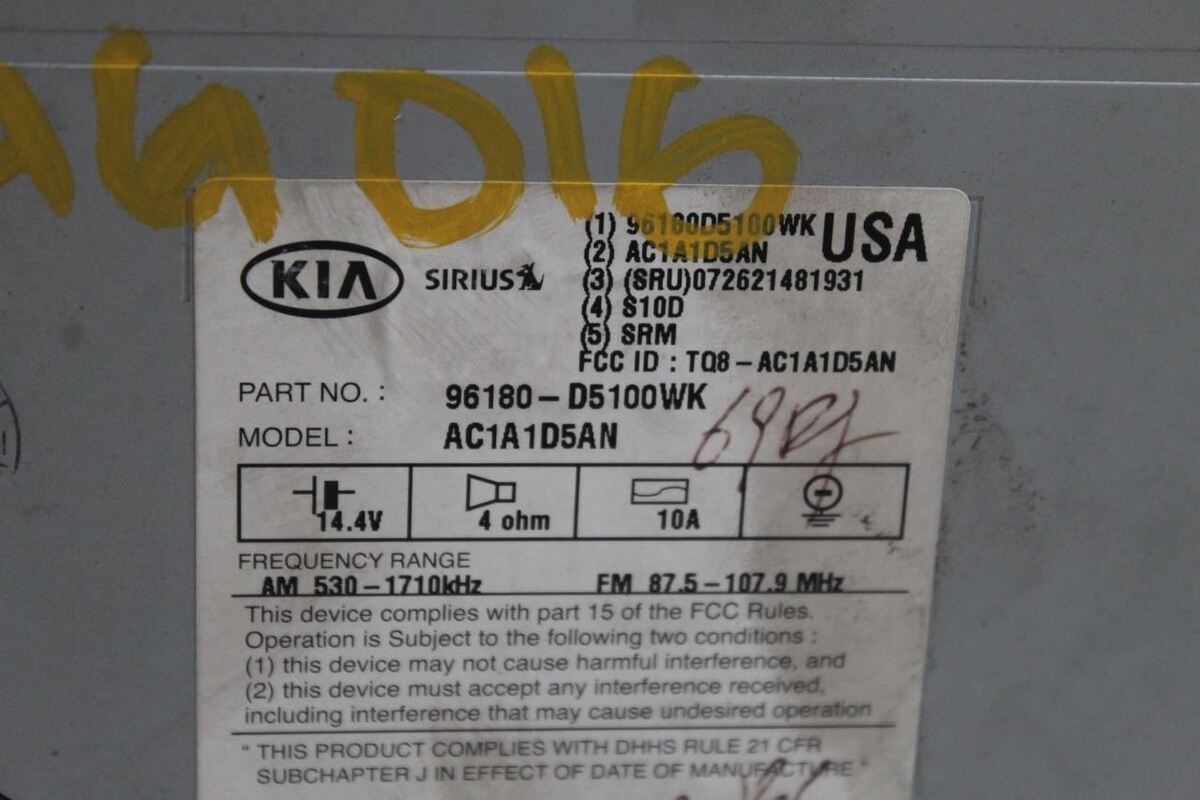 (1) 96180D5100WK USA
(2) AC1A1D5AN
KIA SIRIUS (3) (SRU)072621481931
(4) S10D
(5) SRM
FCC ID : TQ8-AC1A1D5AN
PART NO. : 96180-D5100WK
MODEL : AC1A1D5AN
14.4V 4 ohm 10A
FREQUENCY RANGE
AM 530-1710kHz FM 87.5-107.9 MHz
This device complies with part 15 of the FCC Rules.
Operation is Subject to the following two conditions :
(1) this device may not cause harmful interference, and
(2) this device must accept any interference received,
including interference that may cause undesired operation
" THIS PRODUCT COMPLIES WITH DHHS RULE 21 CFR
SUBCHAPTER J IN EFFECT OF DATE OF MANUFACTURE "